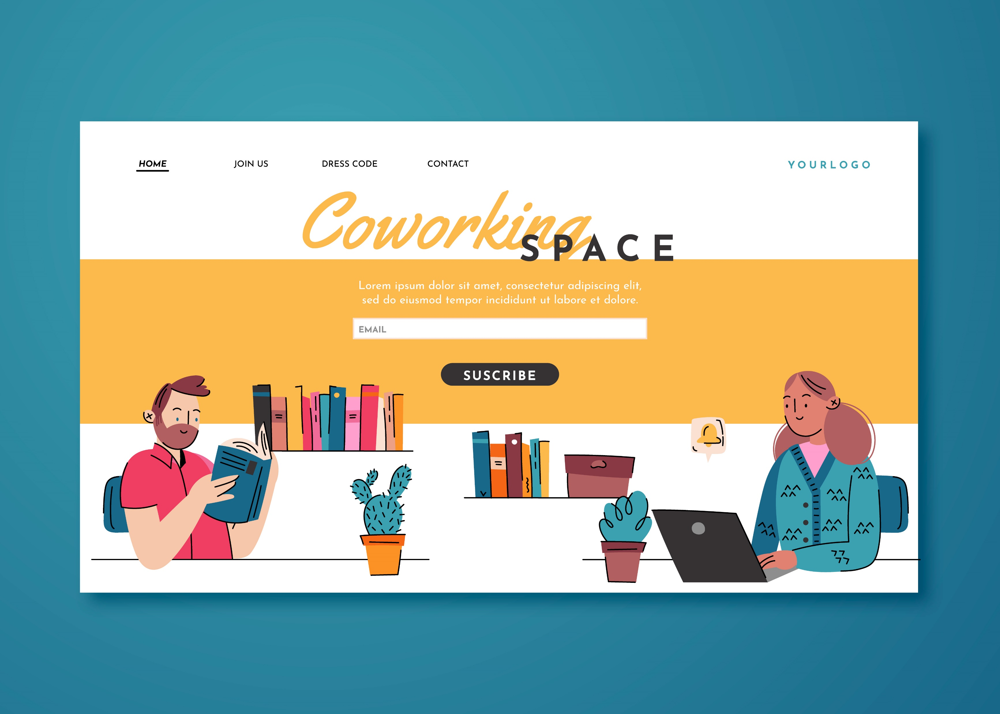 HOME JOIN US DRESS CODE CONTACT YOURLOGO
Coworking
SPACE
Lorem ipsum dolor sit amet, consectetur adipiscing elit,
sed do eiusmod tempor incididunt ut labore et dolore.
EMAIL
SUSCRIBE